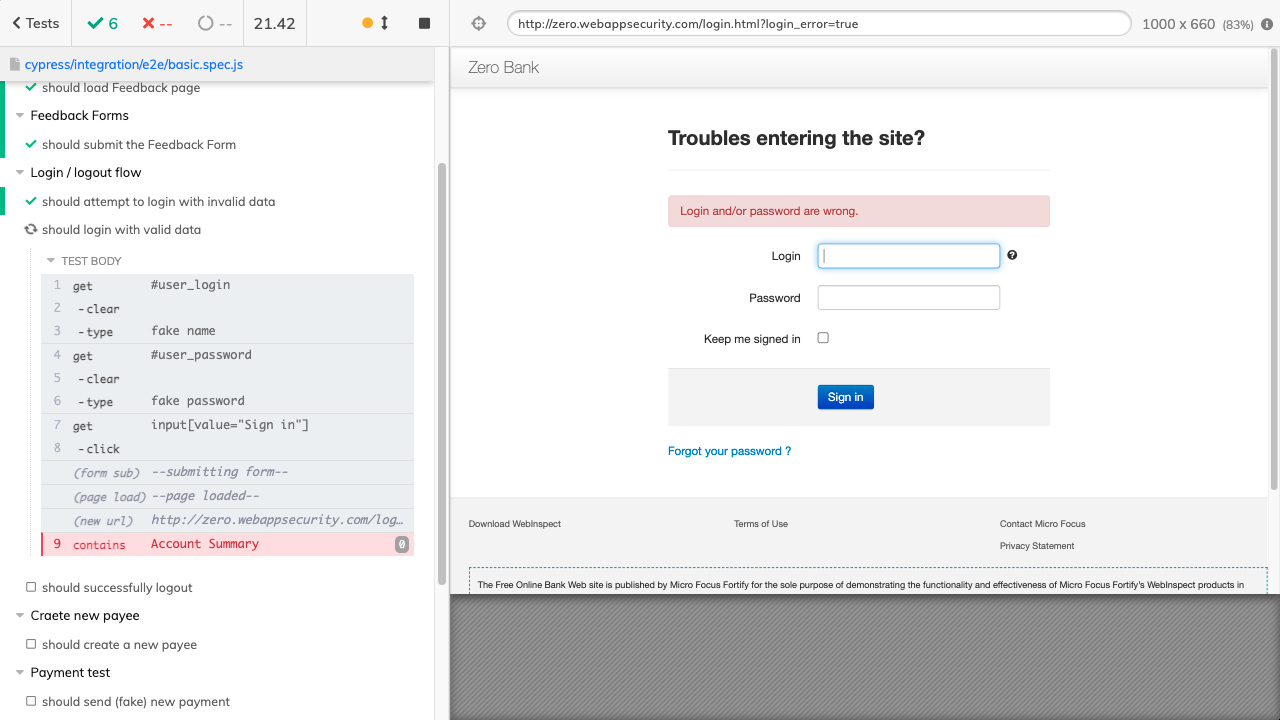 Tests
6
--
--
21.42
http://zero.webappsecurity.com/login.html?login_error=true
1000 x 660 (83%)
cypress/integration/e2e/basic.spec.js
should load Feedback page
Feedback Forms
should submit the Feedback Form
Login / logout flow
should attempt to login with invalid data
should login with valid data
TEST BODY
1 get #user_login
2 -clear
3 -type fake name
4 get #user_password
5 -clear
6 -type fake password
7 get input[value="Sign in"]
8 -click
(form sub) --submitting form--
(page load) --page loaded--
(new url) http://zero.webappsecurity.com/log…
9 contains Account Summary 0
should successfully logout
Craete new payee
should create a new payee
Payment test
should send (fake) new payment
Zero Bank
Troubles entering the site?
Login and/or password are wrong.
Login
Password
Keep me signed in
Sign in
Forgot your password ?
Download WebInspect
Terms of Use
Contact Micro Focus
Privacy Statement
The Free Online Bank Web site is published by Micro Focus Fortify for the sole purpose of demonstrating the functionality and effectiveness of Micro Focus Fortify's WebInspect products in